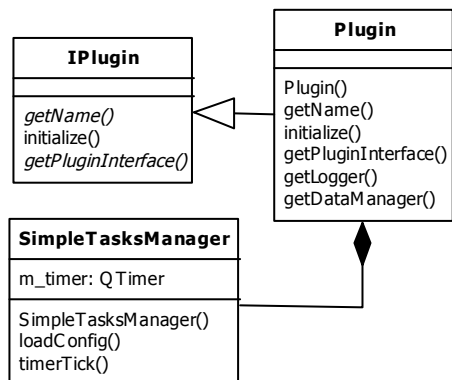 IPlugin
getName()
initialize()
getPluginInterface()
Plugin
Plugin()
getName()
initialize()
getPluginInterface()
getLogger()
getDataManager()
SimpleTasksManager
m_timer: QTimer
SimpleTasksManager()
loadConfig()
timerTick()